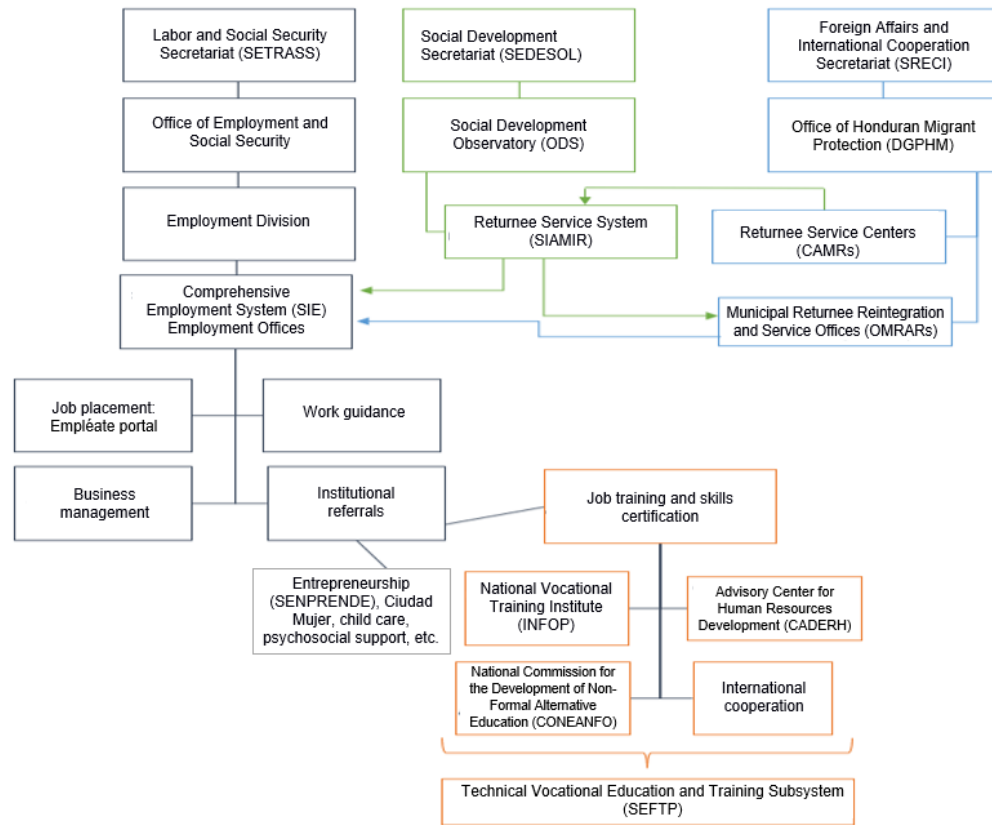 Labor and Social Security
Secretariat (SETRASS)
Social Development
Secretariat (SEDESOL)
Foreign Affairs and
International Cooperation
Secretariat (SRECI)
Office of Employment and
Social Security
Social Development
Observatory (ODS)
Office of Honduran Migrant
Protection (DGPHM)
Employment Division
Returnee Service System
(SIAMIR)
Returnee Service Centers
(CAMRs)
Comprehensive
Employment System (SIE)
Employment Offices
Municipal Returnee Reintegration
and Service Offices (OMRARs)
Job placement:
Empléate portal
Work guidance
Business
management
Institutional
referrals
Job training and skills
certification
Entrepreneurship
(SENPRENDE), Ciudad
Mujer, child care,
psychosocial support, etc.
National Vocational
Training Institute
(INFOP)
Advisory Center for
Human Resources
Development (CADERH)
National Commission for
the Development of Non-
Formal Alternative
Education (CONEANFO)
International
cooperation
Technical Vocational Education and Training Subsystem
(SEFTP)